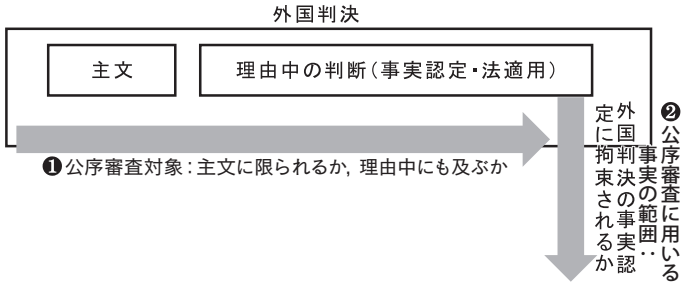 外国判決
主文
理由中の判断（事実認定・法適用）
❶公序審査対象：主文に限られるか，理由中にも及ぶか
❷公序審査に用いる
事実の範囲：
外国判決の事実認
定に拘束されるか